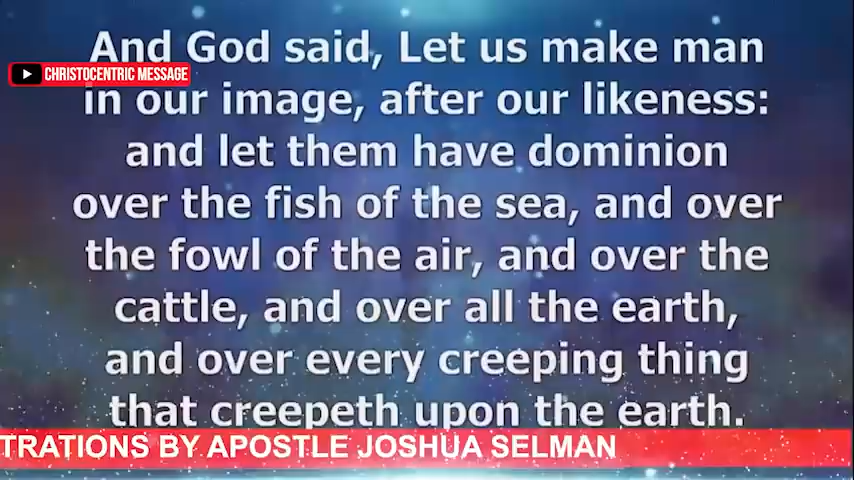 And God said, Let us make man
CHRISTOCENTRIC MESSAGE
in our image, after our likeness:
and let them have dominion
over the fish of the sea, and over
the fowl of the air, and over the
cattle, and over all the earth,
and over every creeping thing
that creepeth upon the earth.
TRATIONS BY APOSTLE JOSHUA SELMAN